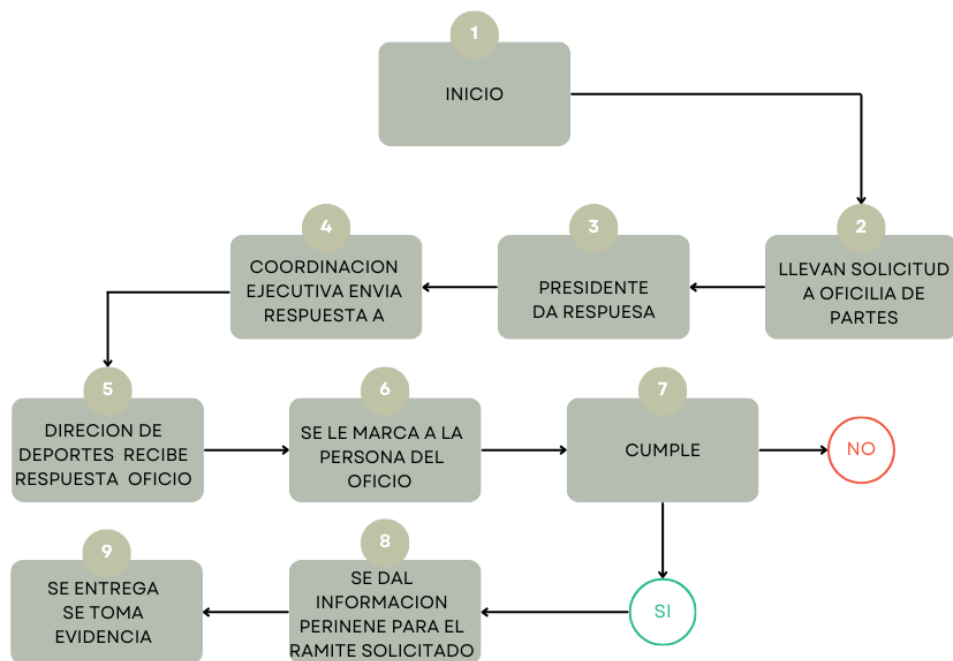 1
INICIO
2
LLEVAN SOLICITUD
A OFICILIA DE
PARTES
3
PRESIDENTE
DA RESPUESA
4
COORDINACION
EJECUTIVA ENVIA
RESPUESTA A
5
DIRECION DE
DEPORTES RECIBE
RESPUESTA OFICIO
6
SE LE MARCA A LA
PERSONA DEL
OFICIO
7
CUMPLE
NO
SI
8
SE DAL
INFORMACION
PERINENE PARA EL
RAMITE SOLICITADO
9
SE ENTREGA
SE TOMA
EVIDENCIA